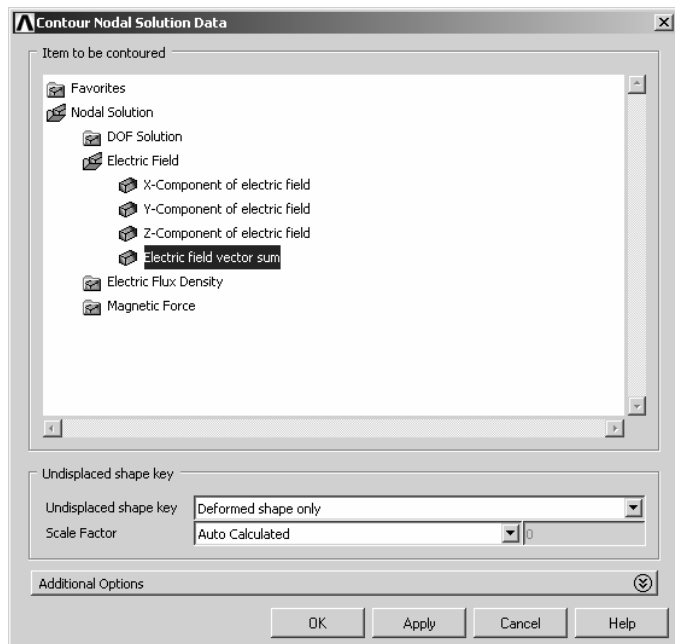 Contour Nodal Solution Data
Item to be contoured
Favorites
Nodal Solution
DOF Solution
Electric Field
X-Component of electric field
Y-Component of electric field
Z-Component of electric field
Electric field vector sum
Electric Flux Density
Magnetic Force
Undisplaced shape key
Undisplaced shape key Deformed shape only
Scale Factor Auto Calculated 0
Additional Options
OK Apply Cancel Help